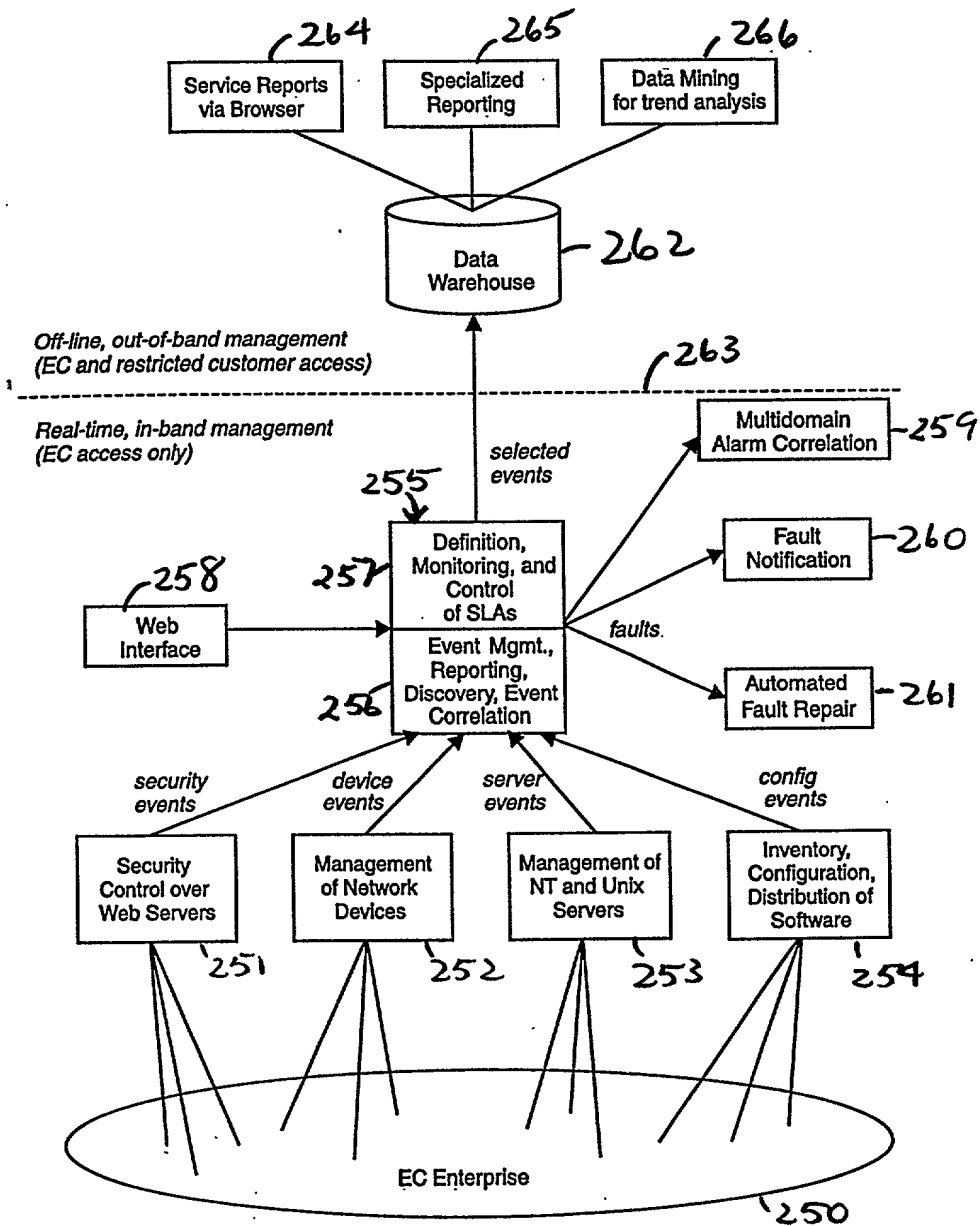 264
265
266
Service Reports
via Browser
Specialized
Reporting
Data Mining
for trend analysis
262
Data
Warehouse
Off-line, out-of-band management
(EC and restricted customer access)
263
Real-time, in-band management
(EC access only)
selected
events
Multidomain
Alarm Correlation
259
255
257
Definition,
Monitoring, and
Control
of SLAs
Fault
Notification
260
258
Web
Interface
256
Event Mgmt.,
Reporting,
Discovery, Event
Correlation
faults.
Automated
Fault Repair
261
security
events
device
events
server
events
config
events
Security
Control over
Web Servers
251
Management
of Network
Devices
252
Management of
NT and Unix
Servers
253
Inventory,
Configuration,
Distribution of
Software
254
EC Enterprise
250